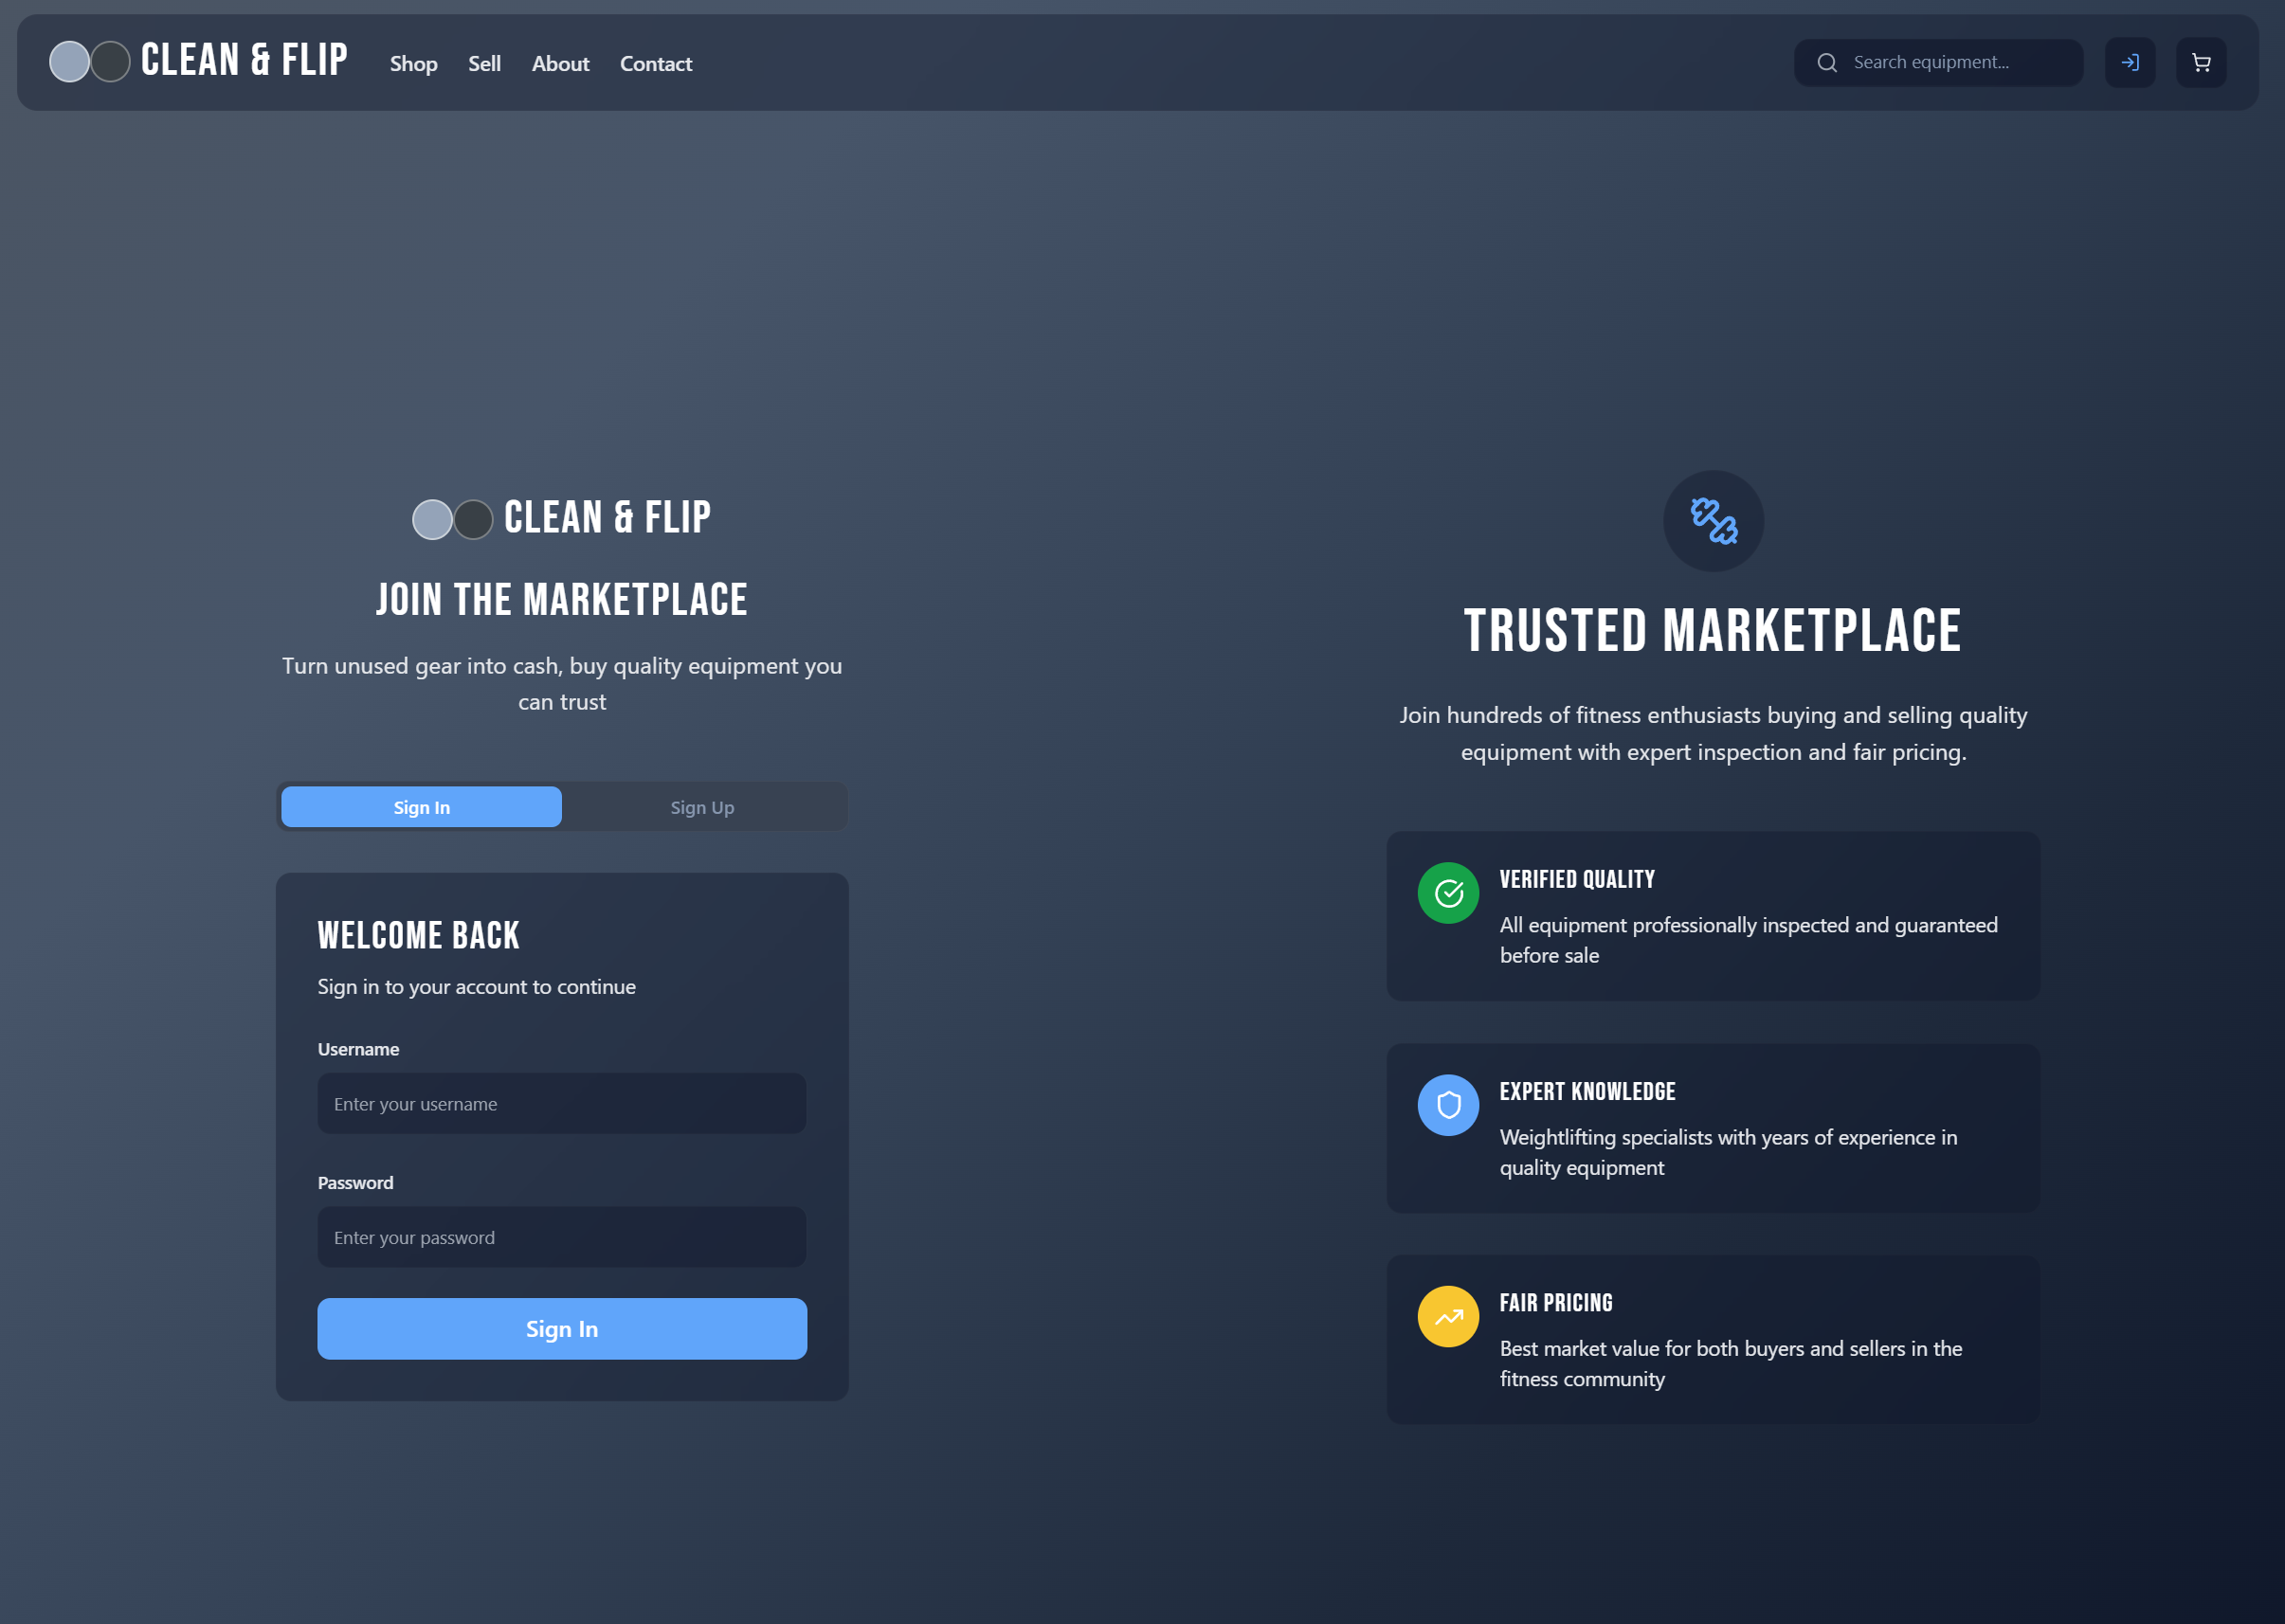 CLEAN & FLIP
Shop
Sell
About
Contact
Search equipment...
CLEAN & FLIP
JOIN THE MARKETPLACE
Turn unused gear into cash, buy quality equipment you
can trust
Sign In
Sign Up
WELCOME BACK
Sign in to your account to continue
Username
Enter your username
Password
Enter your password
Sign In
TRUSTED MARKETPLACE
Join hundreds of fitness enthusiasts buying and selling quality
equipment with expert inspection and fair pricing.
VERIFIED QUALITY
All equipment professionally inspected and guaranteed
before sale
EXPERT KNOWLEDGE
Weightlifting specialists with years of experience in
quality equipment
FAIR PRICING
Best market value for both buyers and sellers in the
fitness community